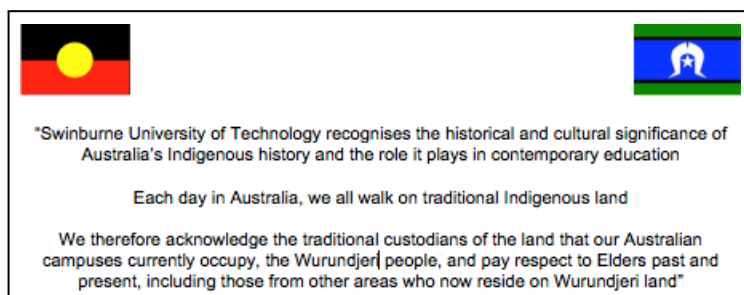 “Swinburne University of Technology recognises the historical and cultural significance of
Australia’s Indigenous history and the role it plays in contemporary education
Each day in Australia, we all walk on traditional Indigenous land
We therefore acknowledge the traditional custodians of the land that our Australian
campuses currently occupy, the Wurundjeri people, and pay respect to Elders past and
present, including those from other areas who now reside on Wurundjeri land”